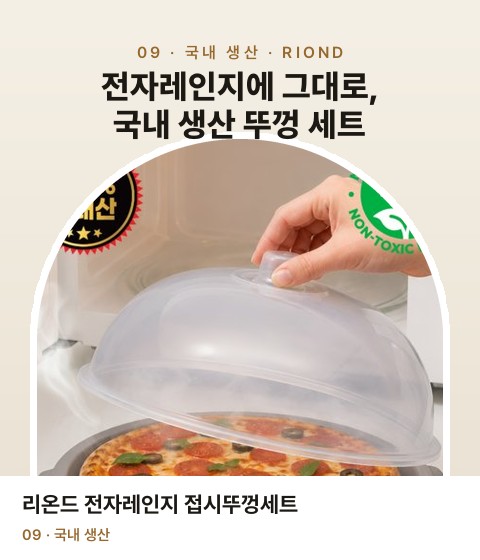 09 · 국내 생산 · RIOND
전자레인지에 그대로,
국내 생산 뚜껑 세트
NON-TOXIC
리온드 전자레인지 접시뚜껑세트
09 · 국내 생산